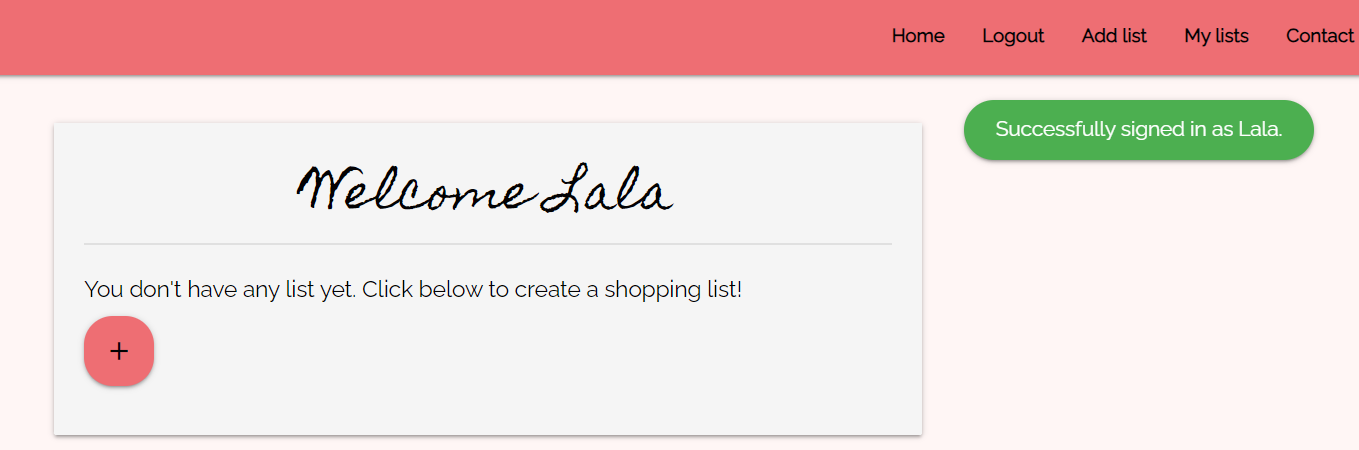 Home Logout Add list My lists Contact
Successfully signed in as Lala.
Welcome Lala
You don't have any list yet. Click below to create a shopping list!
+